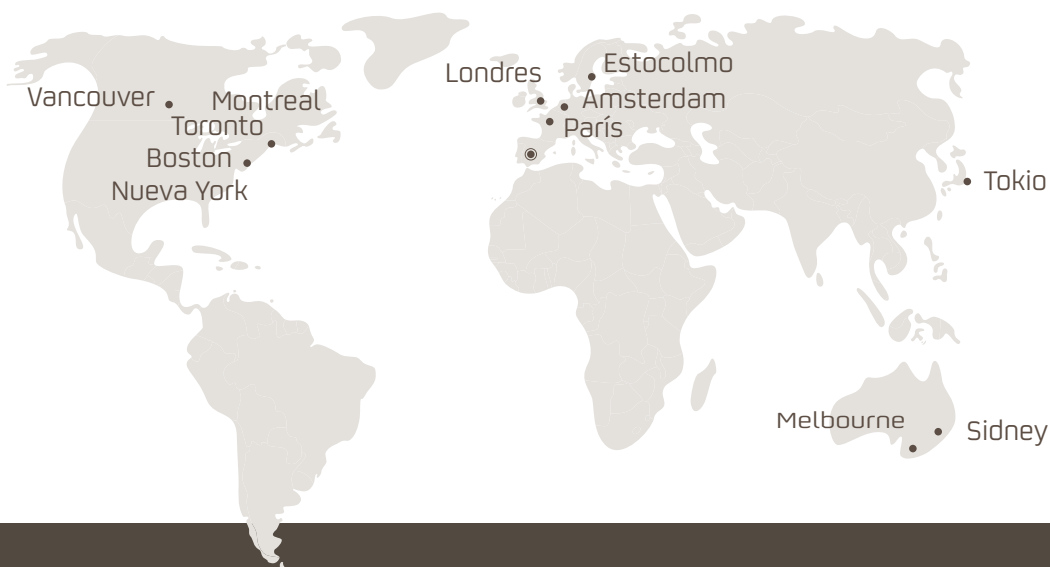 Londres
Estocolmo
Vancouver
Montreal
Amsterdam
Toronto
París
Boston
Nueva York
Tokio
Melbourne
Sidney